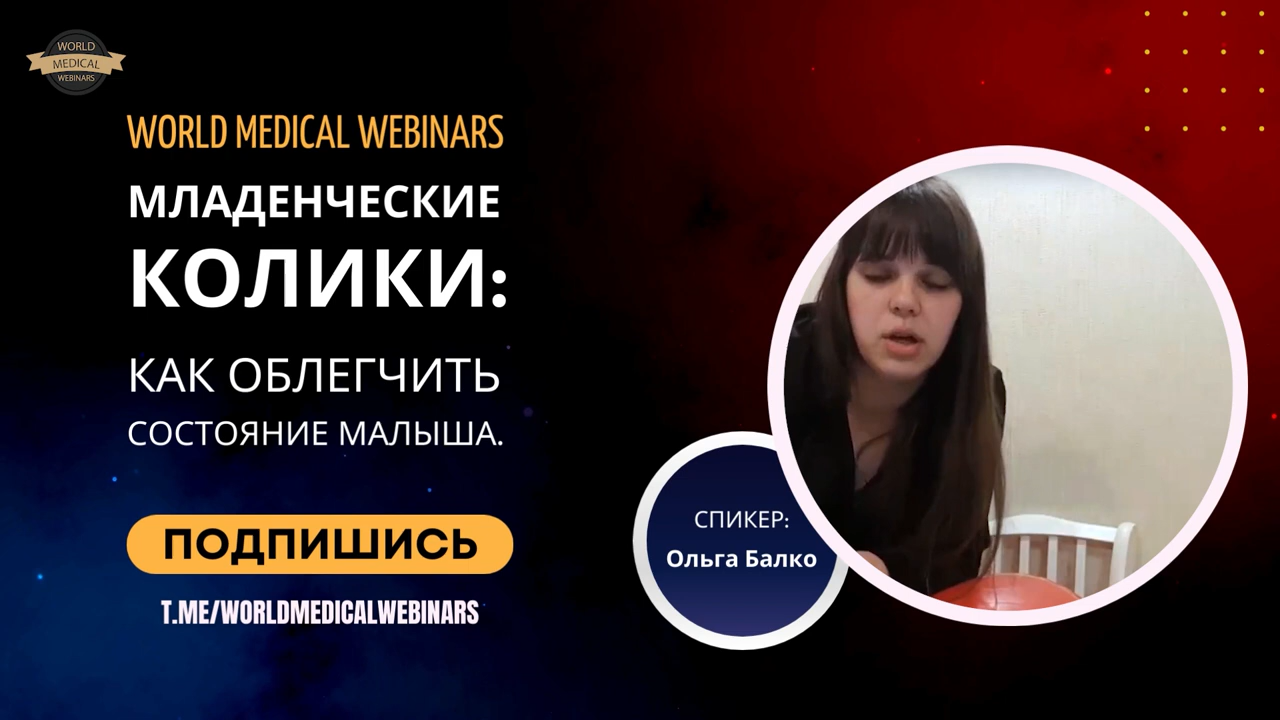 WORLD
MEDICAL
WEBINARS
WORLD MEDICAL WEBINARS
МЛАДЕНЧЕСКИЕ
КОЛИКИ:
КАК ОБЛЕГЧИТЬ
СОСТОЯНИЕ МАЛЫША.
ПОДПИШИСЬ
T.ME/WORLDMEDICALWEBINARS
СПИКЕР:
Ольга Балко